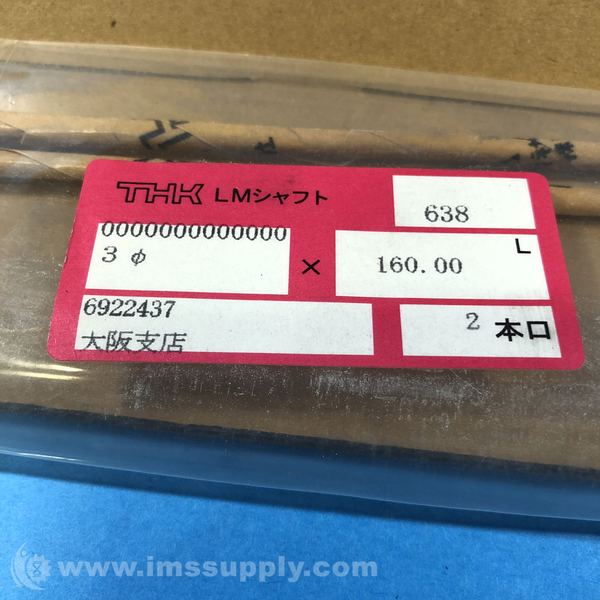 THK LMシャフト
638
0000000000000
3 φ
×
160.00
L
6922437
大阪支店
2 本口
© www.imssupply.com